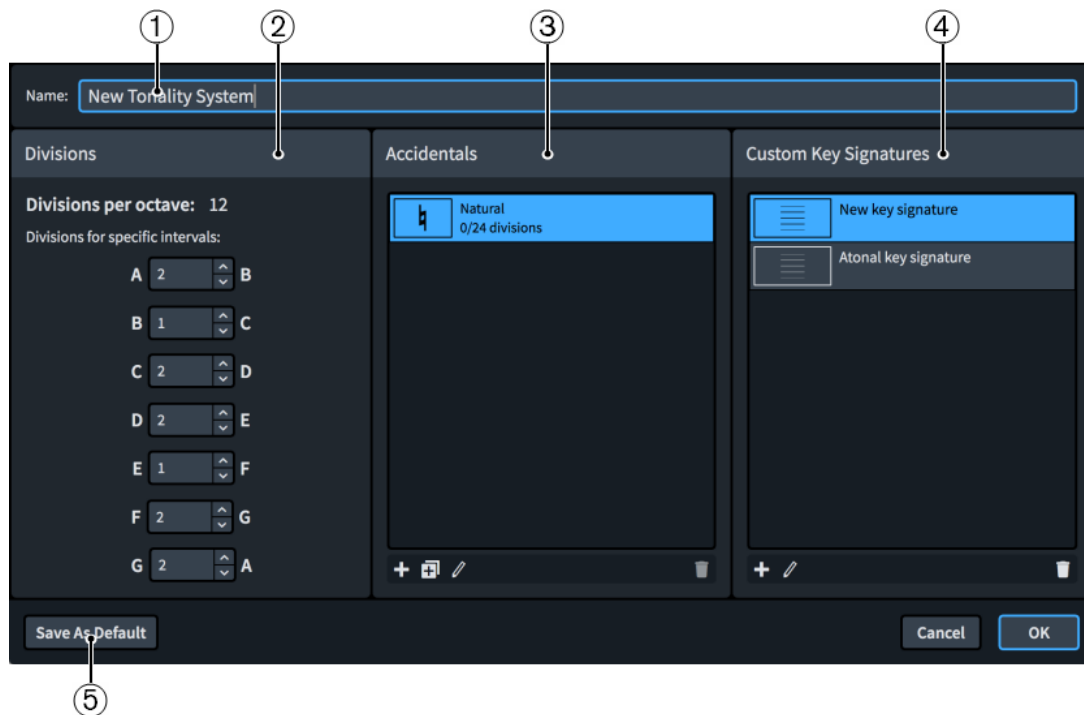 ① ② ③ ④
Name: New Tonality System
Divisions
Divisions per octave: 12
Divisions for specific intervals:
A 2 B
B 1 C
C 2 D
D 2 E
E 1 F
F 2 G
G 2 A
Accidentals
Natural
0/24 divisions
Custom Key Signatures
New key signature
Atonal key signature
Save As Default
Cancel
OK
⑤